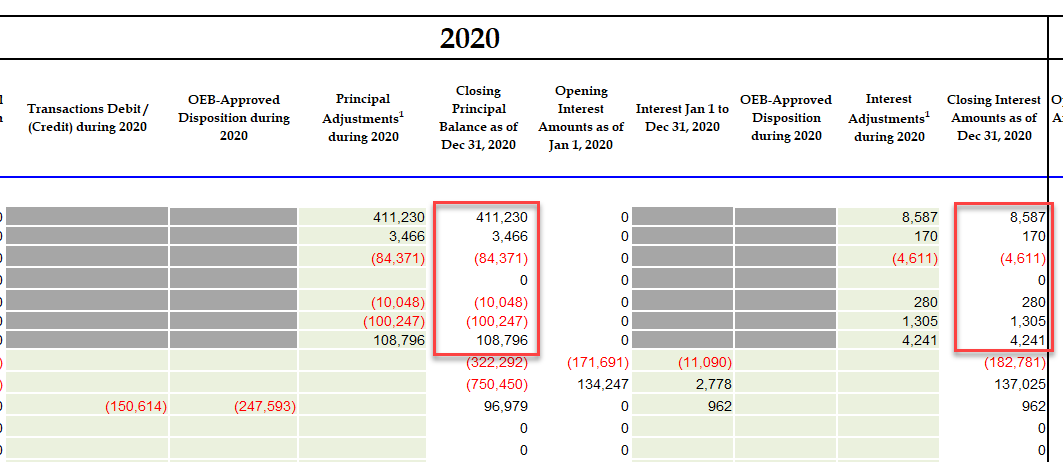 2020
Transactions Debit / (Credit) during 2020
OEB-Approved Disposition during 2020
Principal Adjustments1 during 2020
Closing Principal Balance as of Dec 31, 2020
Opening Interest Amounts as of Jan 1, 2020
Interest Jan 1 to Dec 31, 2020
OEB-Approved Disposition during 2020
Interest Adjustments1 during 2020
Closing Interest Amounts as of Dec 31, 2020
411,230 411,230 0 8,587 8,587
3,466 3,466 0 170 170
(84,371) (84,371) 0 (4,611) (4,611)
0 0 0
(10,048) (10,048) 0 280 280
(100,247) (100,247) 0 1,305 1,305
108,796 108,796 0 4,241 4,241
(322,292) (171,691) (11,090) (182,781)
(750,450) 134,247 2,778 137,025
(150,614) (247,593) 96,979 0 962 962
0 0 0
0 0 0